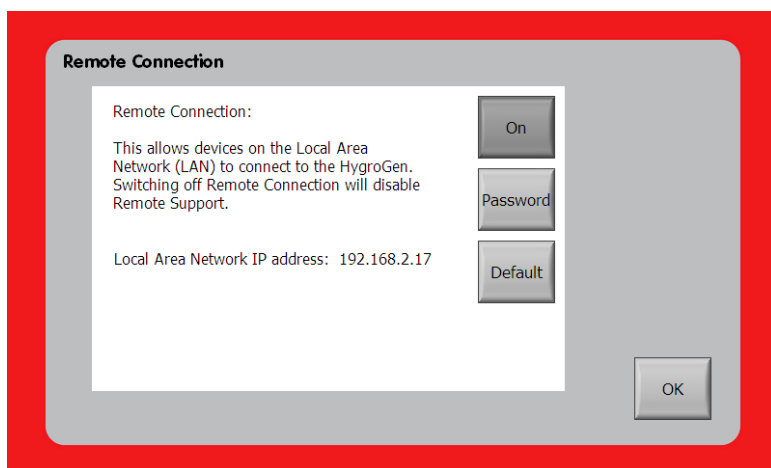 Remote Connection
Remote Connection:
On
This allows devices on the Local Area
Network (LAN) to connect to the HygroGen.
Switching off Remote Connection will disable
Remote Support.
Password
Local Area Network IP address: 192.168.2.17
Default
OK